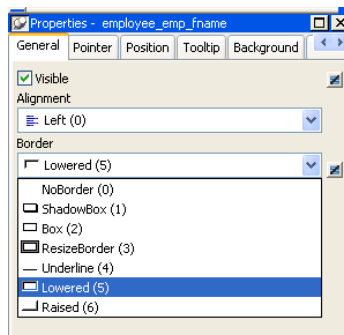 Properties - employee_emp_fname
General Pointer Position Tooltip Background
Visible
Alignment
Left (0)
Border
Lowered (5)
NoBorder (0)
ShadowBox (1)
Box (2)
ResizeBorder (3)
Underline (4)
Lowered (5)
Raised (6)